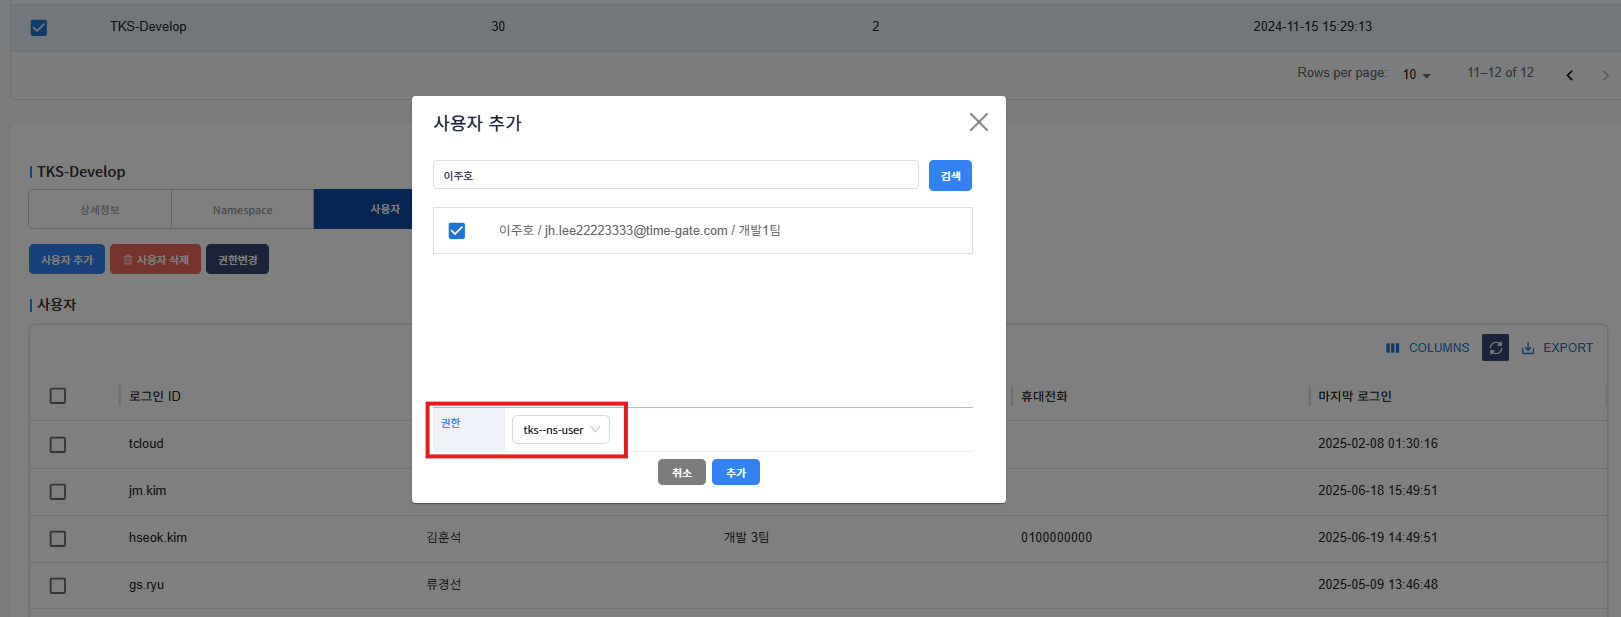 TKS-Develop 30 2 2024-11-15 15:29:13
Rows per page: 10 11–12 of 12
사용자 추가
이주호 검색
이주호 / jh.lee22223333@time-gate.com / 개발1팀
권한 tks--ns-user
취소 추가
TKS-Develop
상세정보 Namespace 사용자
사용자 추가 사용자 삭제 권한변경
사용자
COLUMNS EXPORT
로그인 ID 휴대전화 마지막 로그인
tcloud 2025-02-08 01:30:16
jm.kim 2025-06-18 15:49:51
hseok.kim 김훈석 개발 3팀 0100000000 2025-06-19 14:49:51
gs.ryu 류경선 2025-05-09 13:46:48